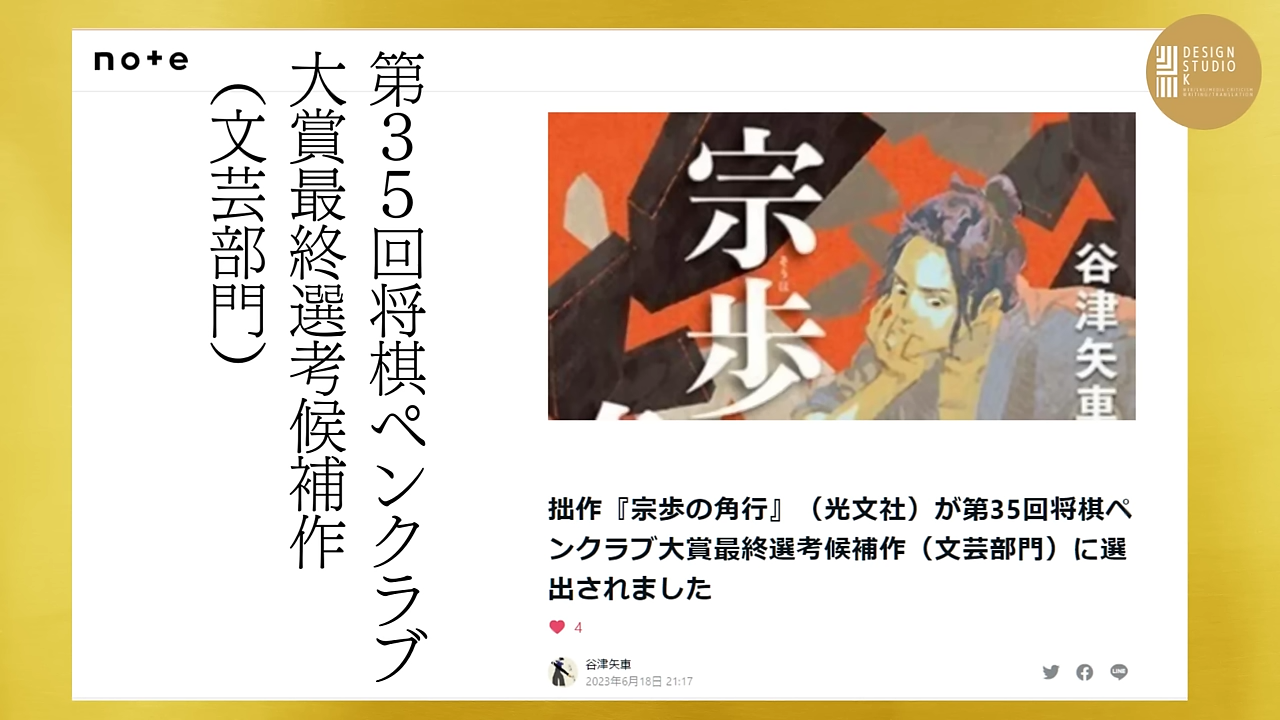 note
第35回将棋ペンクラブ
大賞最終選考候補作
（文芸部門）
DESIGN
STUDIO
K
宗歩
そうほ
谷津矢車
拙作『宗歩の角行』（光文社）が第35回将棋ペ
ンクラブ大賞最終選考候補作（文芸部門）に選
出されました
4
谷津矢車
2023年6月18日 21:17
LINE